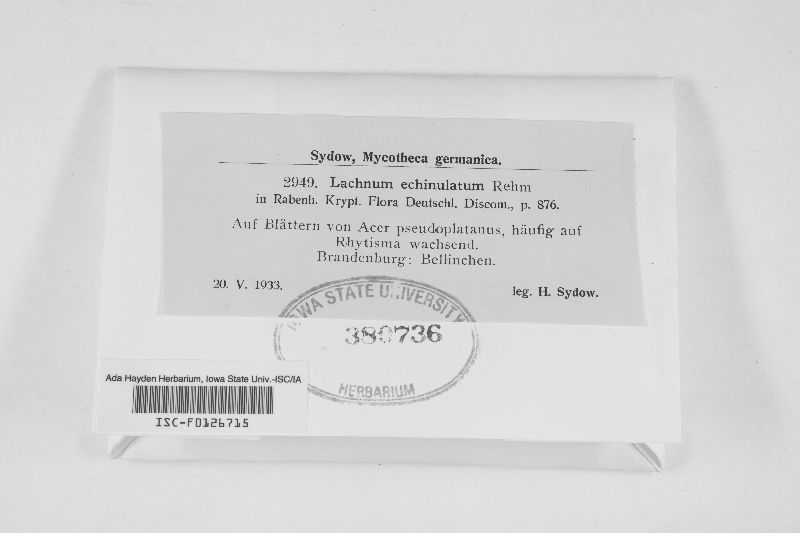 Sydow, Mycotheca germanica.
2949. Lachnum echinulatum Rehm
in Rabenh. Krypt. Flora Deutschl. Discom., p. 876.
Auf Blättern von Acer pseudoplatanus, häufig auf
Rhytisma wachsend.
Brandenburg: Bellinchen.
20. V. 1933.
leg. H. Sydow.
IOWA STATE UNIVERSITY
380736
HERBARIUM
Ada Hayden Herbarium, Iowa State Univ.-ISC/IA
ISC-F0126715